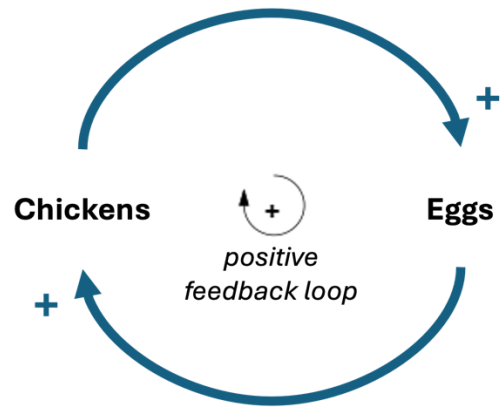 +
Chickens
+
Eggs
positive
feedback loop
+